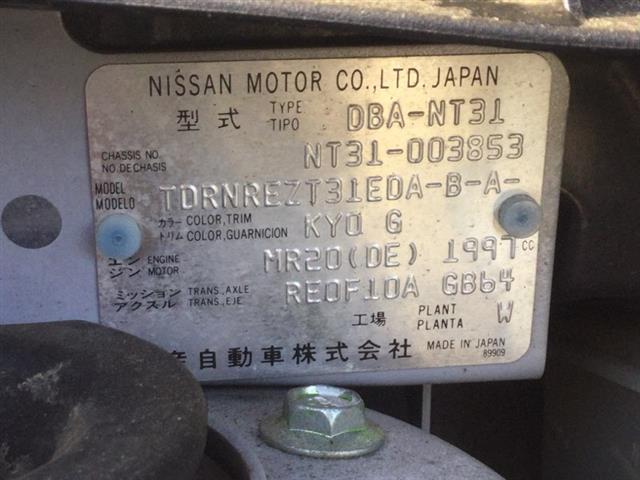 NISSAN MOTOR CO.,LTD.JAPAN
型式 TYPE TIPO DBA-NT31
CHASSIS NO. NO.DE CHASIS NT31-003853
MODEL MODELO TDRNREZT31EDA-B-A-
カラー COLOR,TRIM トリム COLOR,GUARNICION KY0 G
エンジン ENGINE MOTOR MR20(DE) 1997cc
ミッション TRANS.,AXLE アクスル TRANS.,EJE RE0F10A GB64
工場 PLANT PLANTA W
産自動車株式会社 MADE IN JAPAN
89909